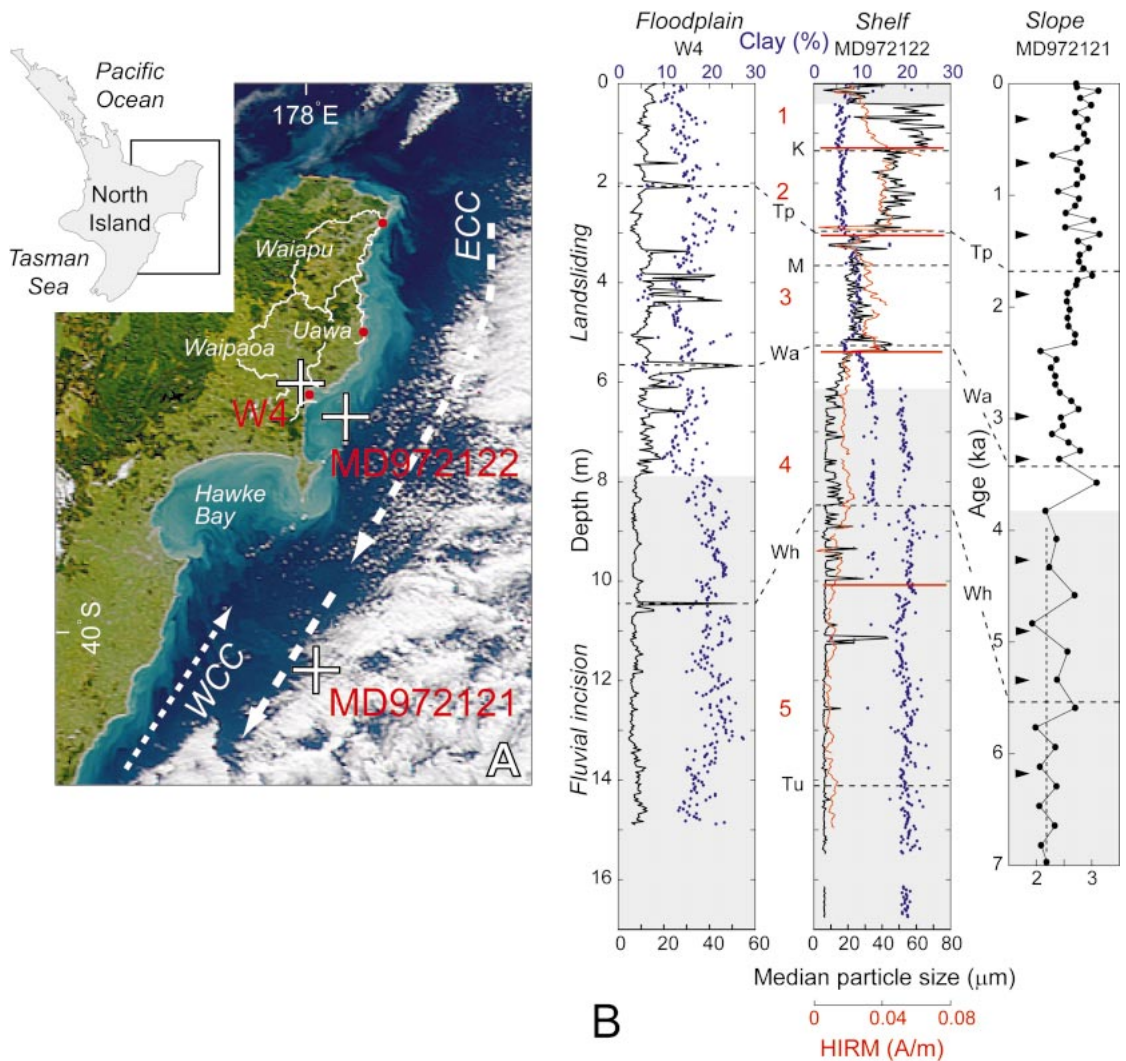 Pacific
Ocean
North
Island
Tasman
Sea
178°E
ECC
Waiapu
Uawa
Waipaoa
W4
MD972122
Hawke
Bay
40°S
WCC
MD972121
A
Floodplain
W4
Clay (%)
Shelf
MD972122
Slope
MD972121
0 10 20 30
0 10 20 30
Landsliding
Fluvial incision
Depth (m)
0
2
4
6
8
10
12
14
16
1
2
3
4
5
K
Tp
M
Wa
Wh
Tu
Tp
Wa
Wh
Age (ka)
0
1
2
3
4
5
6
7
0 20 40 60
0 20 40 60 80
2 3
Median particle size (µm)
B
0 0.04 0.08
HIRM (A/m)